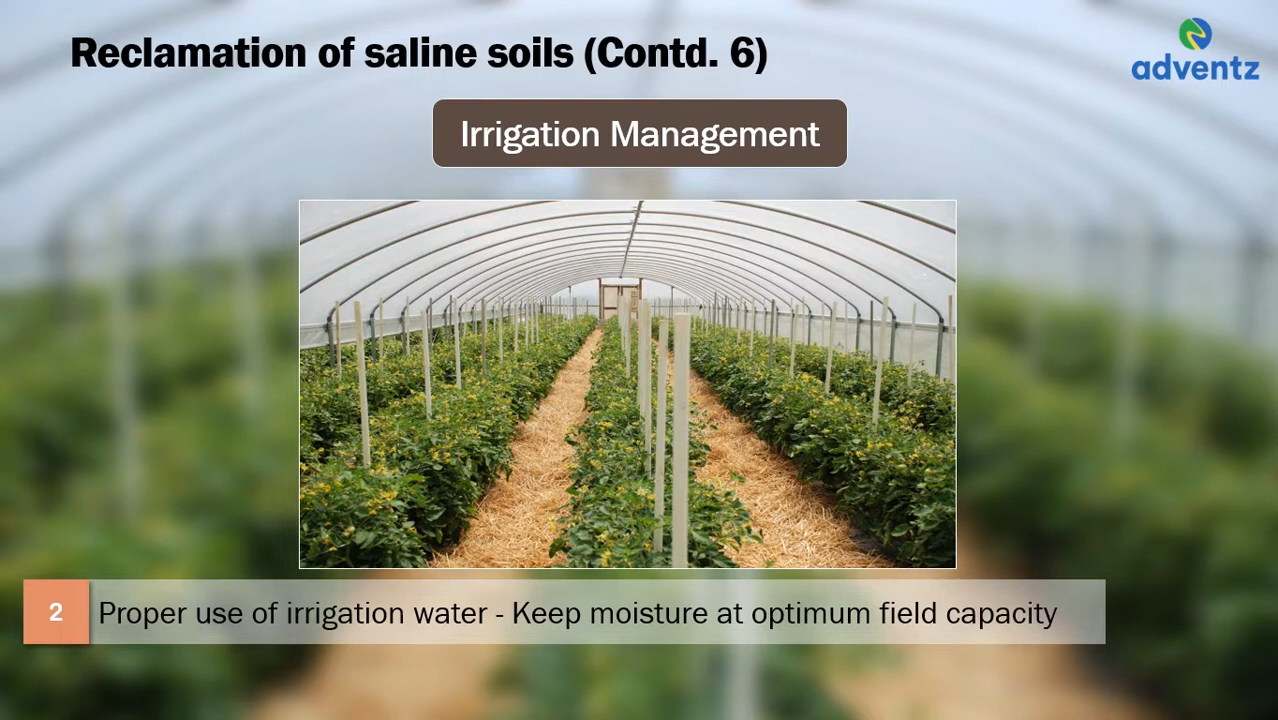 Reclamation of saline soils (Contd. 6)
adventz
Irrigation Management
2 Proper use of irrigation water - Keep moisture at optimum field capacity